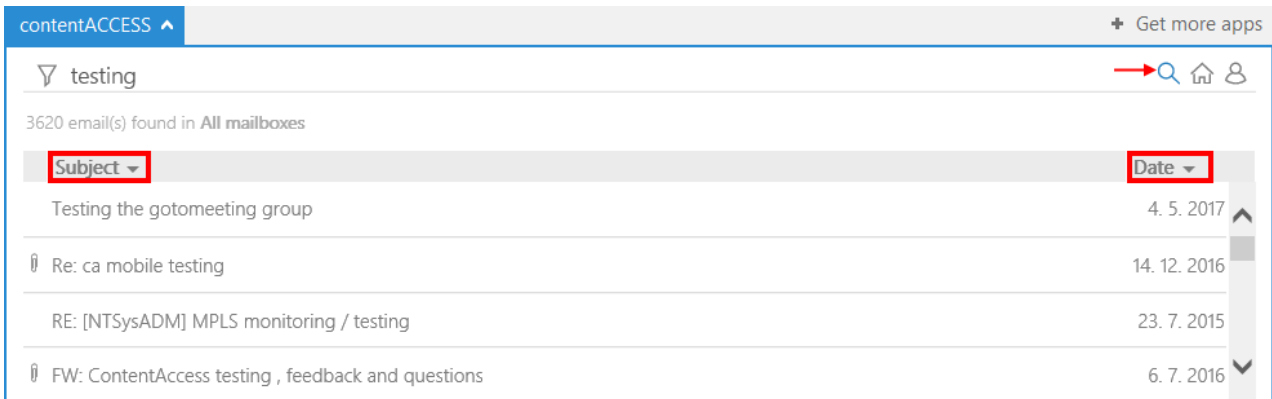 contentACCESS + Get more apps
testing
3620 email(s) found in All mailboxes
Subject Date
Testing the gotomeeting group 4. 5. 2017
Re: ca mobile testing 14. 12. 2016
RE: [NTSysADM] MPLS monitoring / testing 23. 7. 2015
FW: ContentAccess testing , feedback and questions 6. 7. 2016